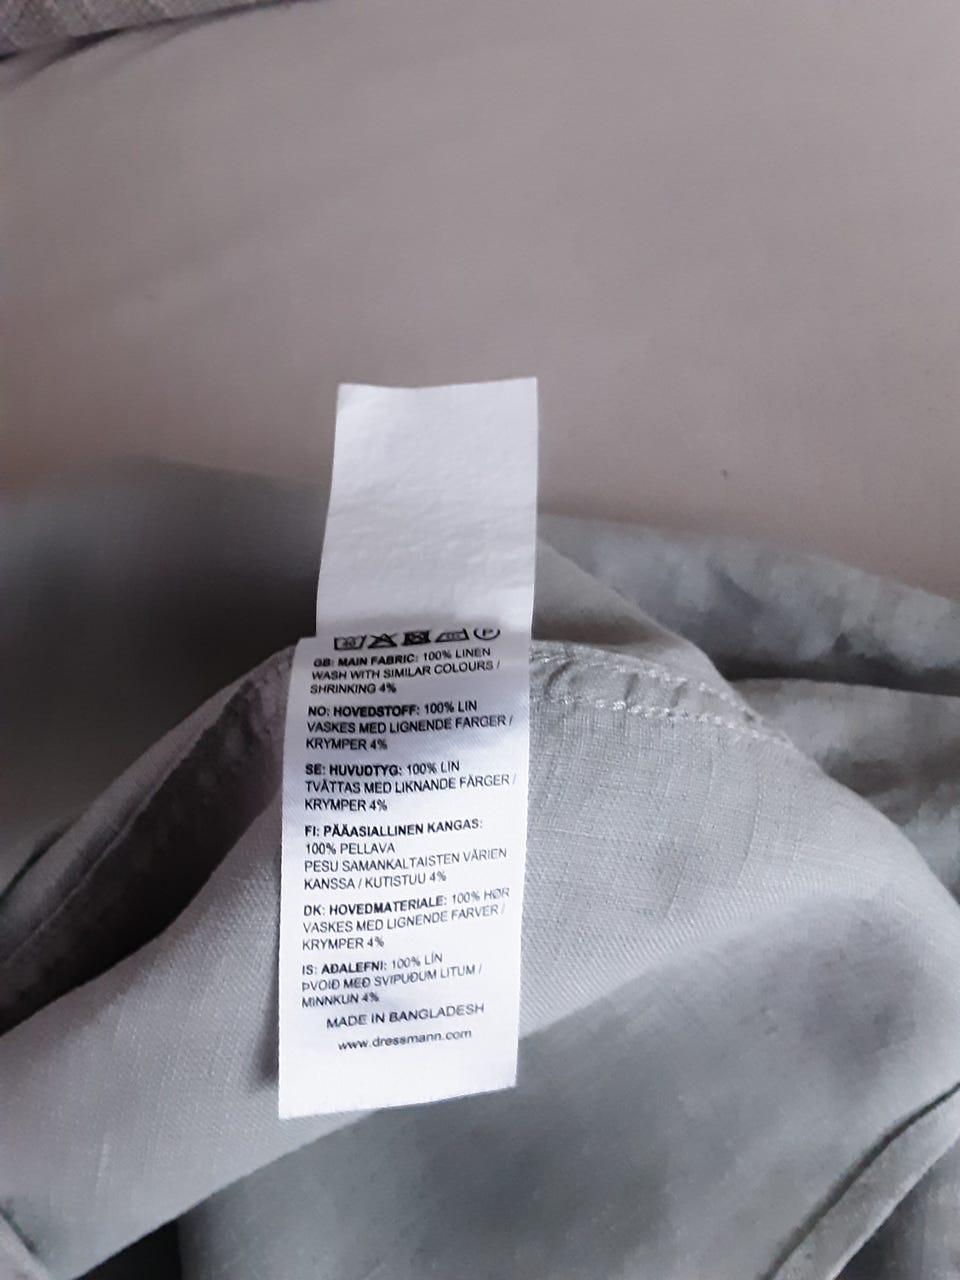 GB: MAIN FABRIC: 100% LINEN
WASH WITH SIMILAR COLOURS /
SHRINKING 4%
NO: HOVEDSTOFF: 100% LIN
VASKES MED LIGNENDE FARGER /
KRYMPER 4%
SE: HUVUDTYG: 100% LIN
TVÄTTAS MED LIKNANDE FÄRGER /
KRYMPER 4%
FI: PÄÄASIALLINEN KANGAS:
100% PELLAVA
PESU SAMANKALTAISTEN VÄRIEN
KANSSA / KUTISTUU 4%
DK: HOVEDMATERIALE: 100% HØR
VASKES MED LIGNENDE FARVER /
KRYMPER 4%
IS: AÐALEFNI: 100% LÍN
ÞVOIÐ MEÐ SVIPUÐUM LITUM /
MINNKUN 4%
MADE IN BANGLADESH
www.dressmann.com